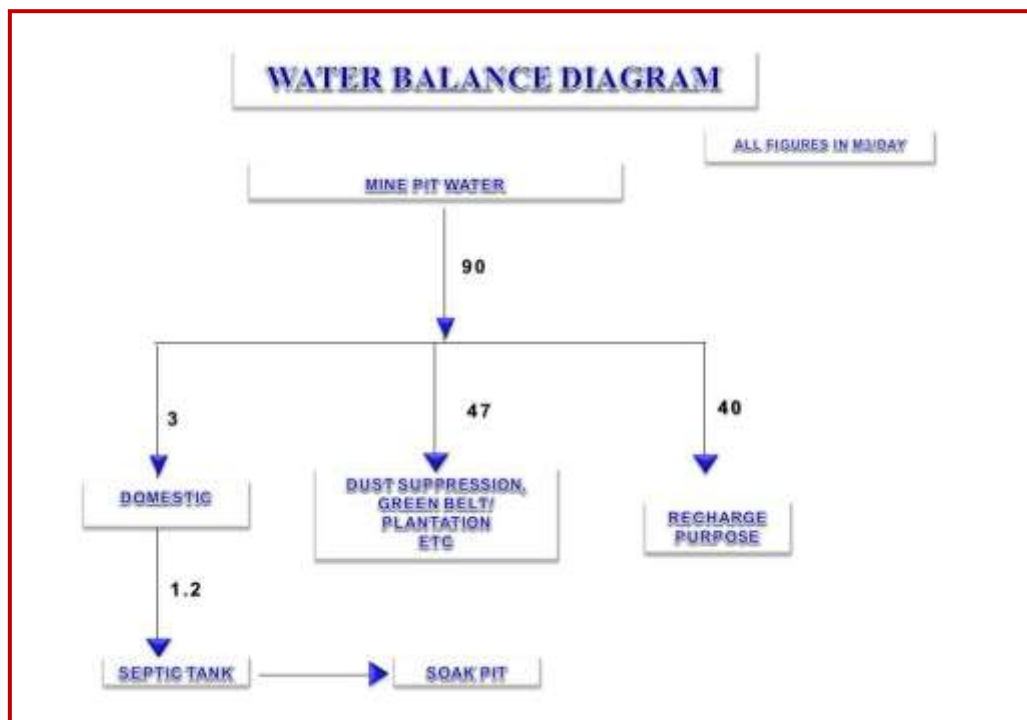 WATER BALANCE DIAGRAM
ALL FIGURES IN M3/DAY
MINE PIT WATER
90
3
47
40
DOMESTIC
DUST SUPPRESSION,
GREEN BELT/
PLANTATION
ETC
RECHARGE
PURPOSE
1.2
SEPTIC TANK
SOAK PIT